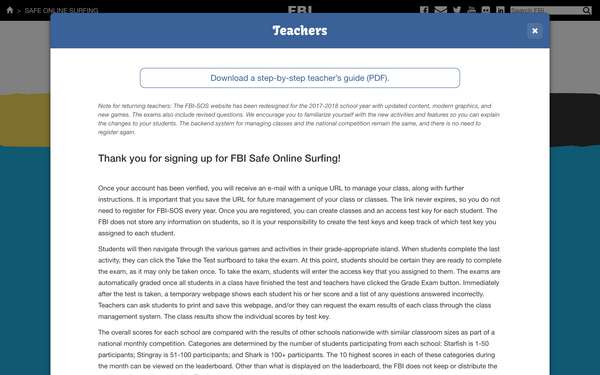 > SAFE ONLINE SURFING
FBI
Search FBI
Teachers
×
Download a step-by-step teacher's guide (PDF).
Note for returning teachers: The FBI-SOS website has been redesigned for the 2017-2018 school year with updated content, modern graphics, and
new games. The exams also include revised questions. We encourage you to familiarize yourself with the new activities and features so you can explain
the changes to your students. The backend system for managing classes and the national competition remain the same, and there is no need to
register again.
Thank you for signing up for FBI Safe Online Surfing!
Once your account has been verified, you will receive an e-mail with a unique URL to manage your class, along with further
instructions. It is important that you save the URL for future management of your class or classes. The link never expires, so you do not
need to register for FBI-SOS every year. Once you are registered, you can create classes and an access test key for each student. The
FBI does not store any information on students, so it is your responsibility to create the test keys and keep track of which test key you
assigned to each student.
Students will then navigate through the various games and activities in their grade-appropriate island. When students complete the last
activity, they can click the Take the Test surfboard to take the exam. At this point, students should be certain they are ready to complete
the exam, as it may only be taken once. To take the exam, students will enter the access key that you assigned to them. The exams are
automatically graded once all students in a class have finished the test and teachers have clicked the Grade Exam button. Immediately
after the test is taken, a temporary webpage shows each student his or her score and a list of any questions answered incorrectly.
Teachers can ask students to print and save this webpage, and/or they can request the exam results of each class through the class
management system. The class results show the individual scores by test key.
The overall scores for each school are compared with the results of other schools nationwide with similar classroom sizes as part of a
national monthly competition. Categories are determined by the number of students participating from each school: Starfish is 1-50
participants; Stingray is 51-100 participants; and Shark is 100+ participants. The 10 highest scores in each of these categories during
the month can be viewed on the leaderboard. Other than what is displayed on the leaderboard, the FBI does not keep or distribute the